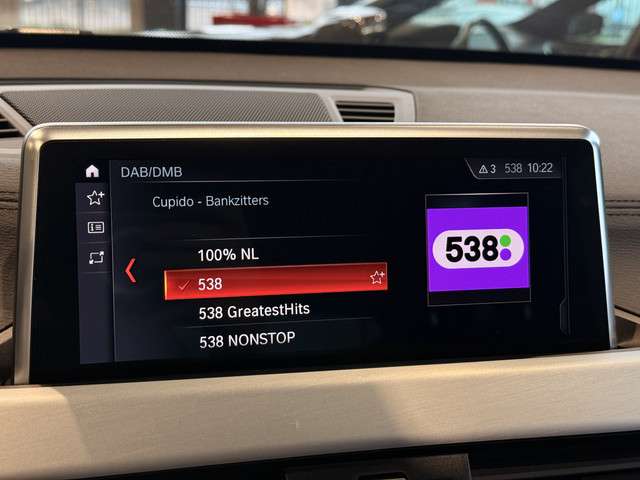 DAB/DMB
3 538 10:22
Cupido - Bankzitters
100% NL
538
538 GreatestHits
538 NONSTOP
538